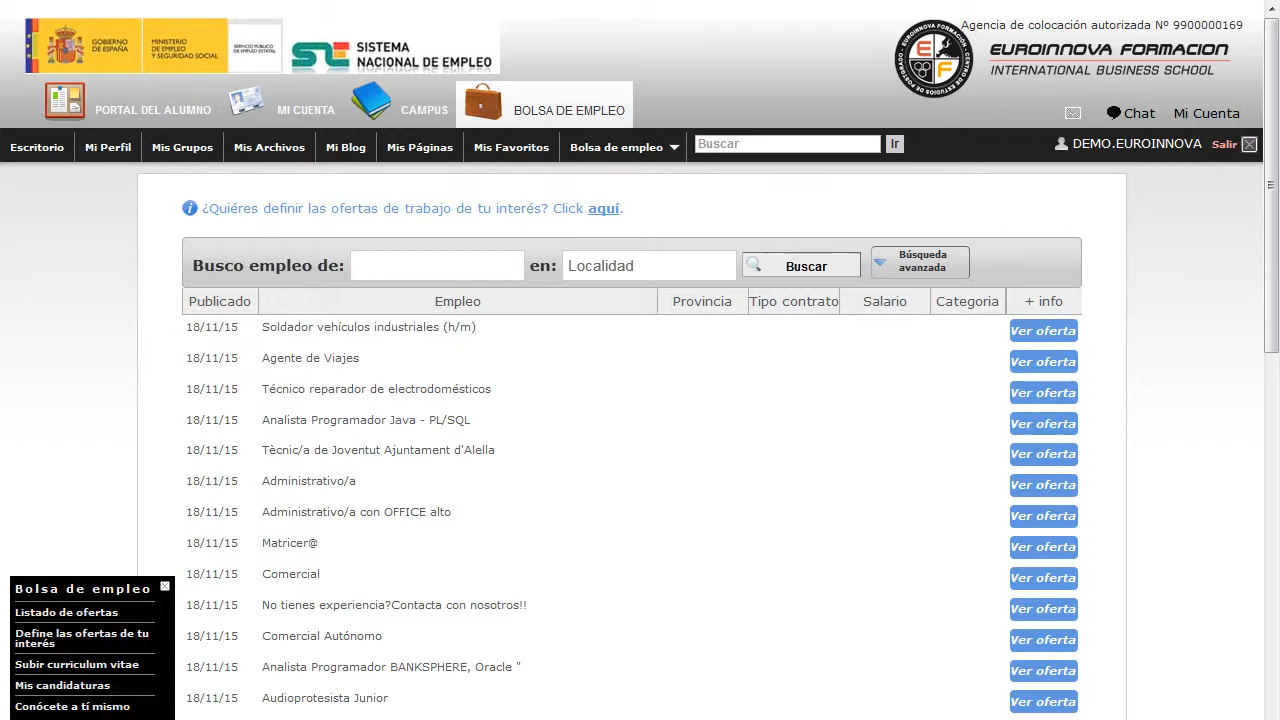 GOBIERNO DE ESPAÑA
MINISTERIO DE EMPLEO Y SEGURIDAD SOCIAL
SERVICIO PÚBLICO DE EMPLEO ESTATAL
SISTEMA NACIONAL DE EMPLEO
Agencia de colocación autorizada Nº 9900000169
EUROINNOVA FORMACION
INTERNATIONAL BUSINESS SCHOOL
PORTAL DEL ALUMNO
MI CUENTA
CAMPUS
BOLSA DE EMPLEO
Chat
Mi Cuenta
Escritorio
Mi Perfil
Mis Grupos
Mis Archivos
Mi Blog
Mis Páginas
Mis Favoritos
Bolsa de empleo
Buscar
Ir
DEMO.EUROINNOVA
Salir
¿Quiéres definir las ofertas de trabajo de tu interés? Click aquí.
Busco empleo de:
en:
Localidad
Buscar
Búsqueda avanzada
Publicado Empleo Provincia Tipo contrato Salario Categoria + info
18/11/15 Soldador vehículos industriales (h/m) Ver oferta
18/11/15 Agente de Viajes Ver oferta
18/11/15 Técnico reparador de electrodomésticos Ver oferta
18/11/15 Analista Programador Java - PL/SQL Ver oferta
18/11/15 Tècnic/a de Joventut Ajuntament d'Alella Ver oferta
18/11/15 Administrativo/a Ver oferta
18/11/15 Administrativo/a con OFFICE alto Ver oferta
18/11/15 Matricer@ Ver oferta
18/11/15 Comercial Ver oferta
18/11/15 No tienes experiencia?Contacta con nosotros!! Ver oferta
18/11/15 Comercial Autónomo Ver oferta
18/11/15 Analista Programador BANKSPHERE, Oracle " Ver oferta
18/11/15 Audioprotesista Junior Ver oferta
Bolsa de empleo
Listado de ofertas
Define las ofertas de tu
interés
Subir curriculum vitae
Mis candidaturas
Conócete a tí mismo